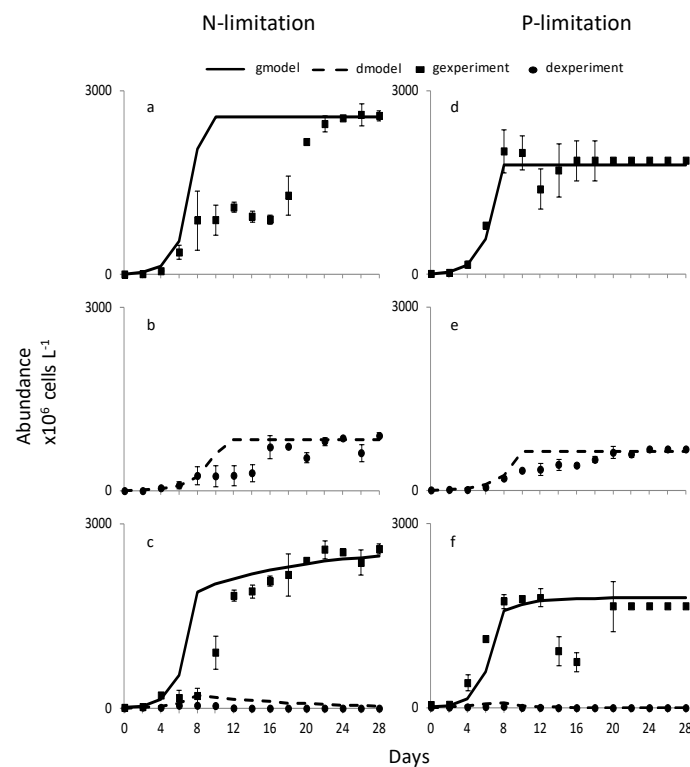 N-limitation P-limitation
gmodel dmodel gexperiment dexperiment
3000 a 3000 d
0 0
3000 b 3000 e
Abundance
x10⁶ cells L⁻¹
0 0
3000 c 3000 f
0 0
0 4 8 12 16 20 24 28 0 4 8 12 16 20 24 28
Days